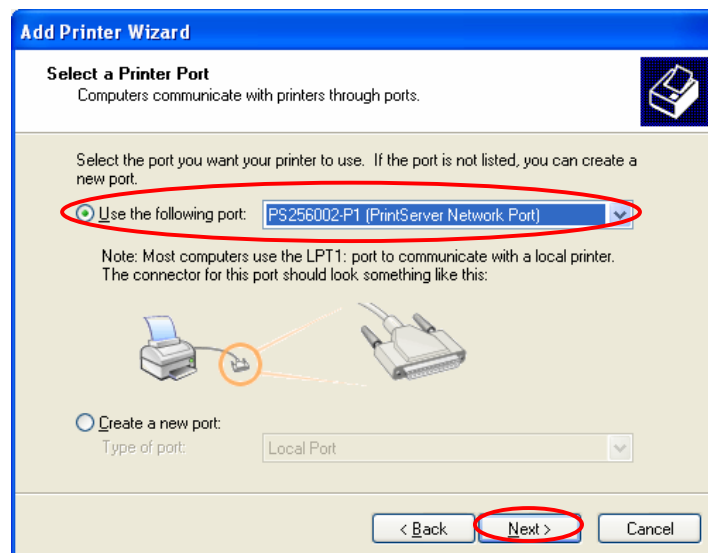 Add Printer Wizard
Select a Printer Port
Computers communicate with printers through ports.
Select the port you want your printer to use.  If the port is not listed, you can create a
new port.
Use the following port:
PS256002-P1 (PrintServer Network Port)
Note: Most computers use the LPT1: port to communicate with a local printer.
The connector for this port should look something like this:
Create a new port:
Type of port:
Local Port
< Back
Next >
Cancel